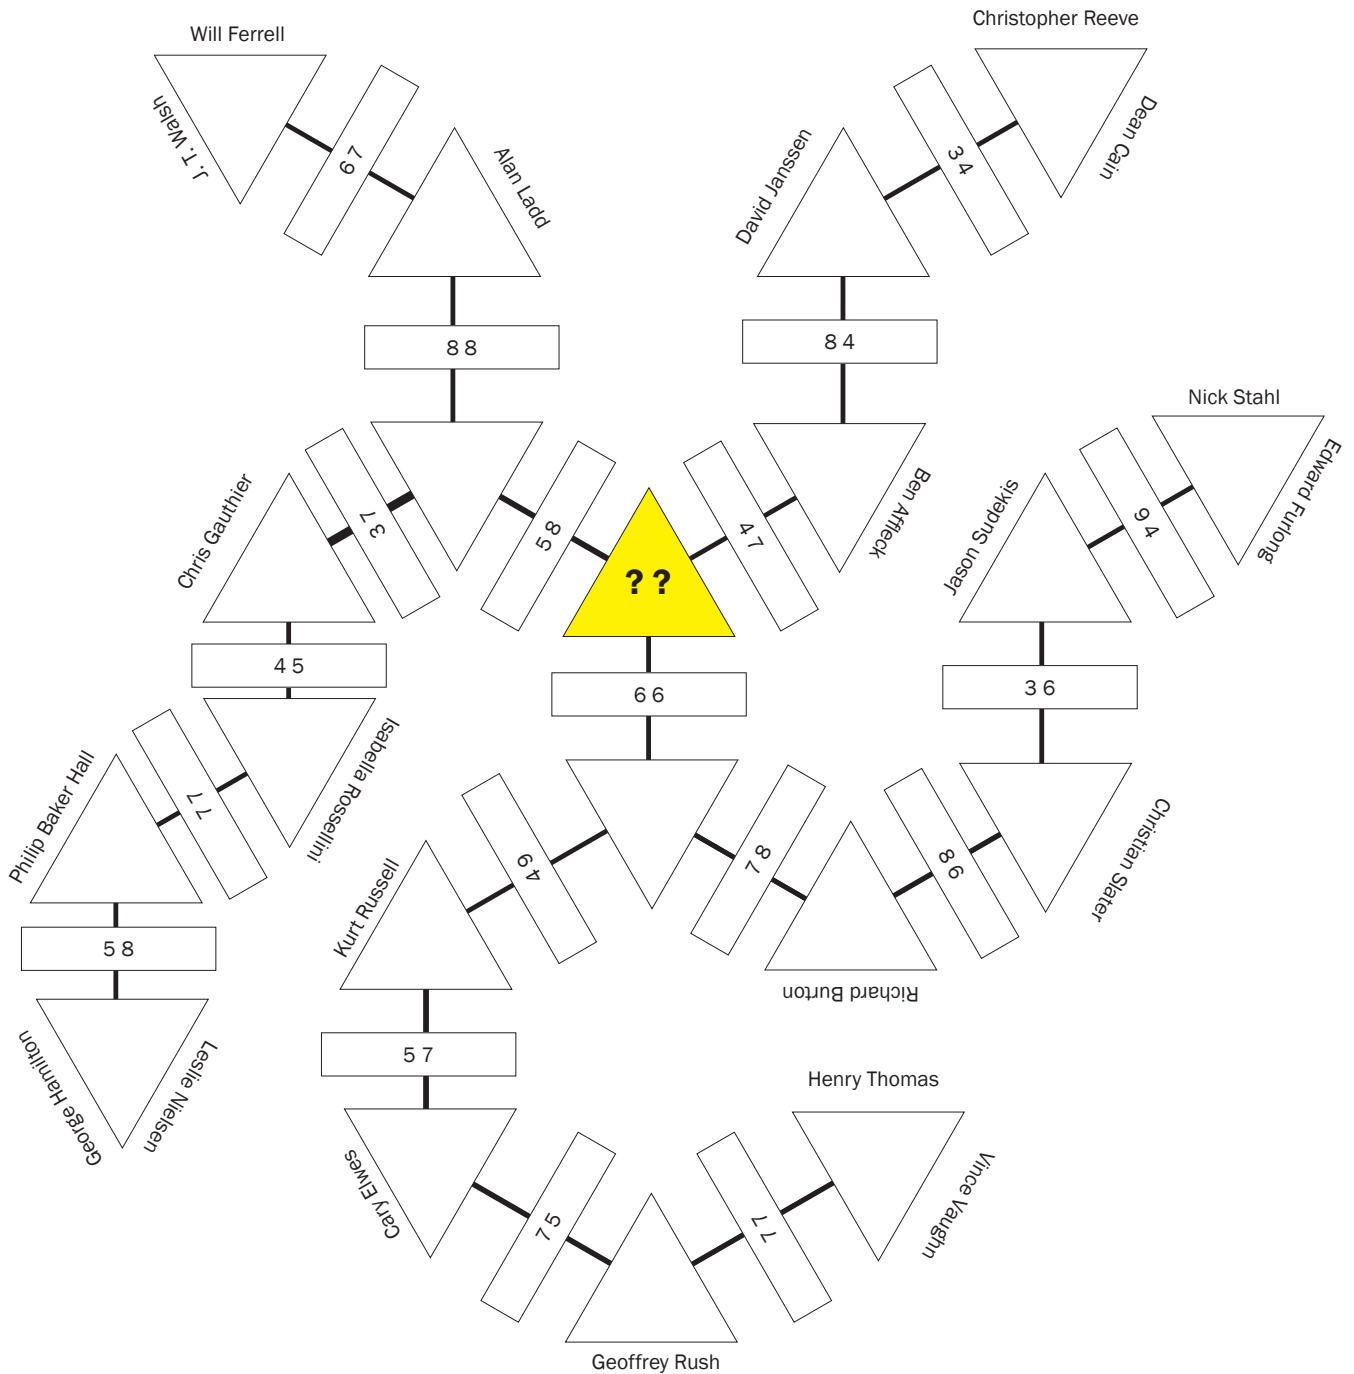 Christopher Reeve
Will Ferrell
J. T. Walsh
6 7
Alan Ladd
David Janssen
3 4
Dean Cain
8 8
8 4
Nick Stahl
Edward Furlong
Chris Gauthier
3 7
5 8
? ?
4 7
Ben Affleck
Jason Sudekis
9 4
4 5
6 6
3 6
Isabella Rossellini
Philip Baker Hall
7 7
Kurt Russell
4 9
7 8
8 6
Christian Slater
5 8
Richard Burton
George Hamilton
Leslie Nielsen
5 7
Henry Thomas
Cary Elwes
7 5
7 7
Vince Vaughn
Geoffrey Rush